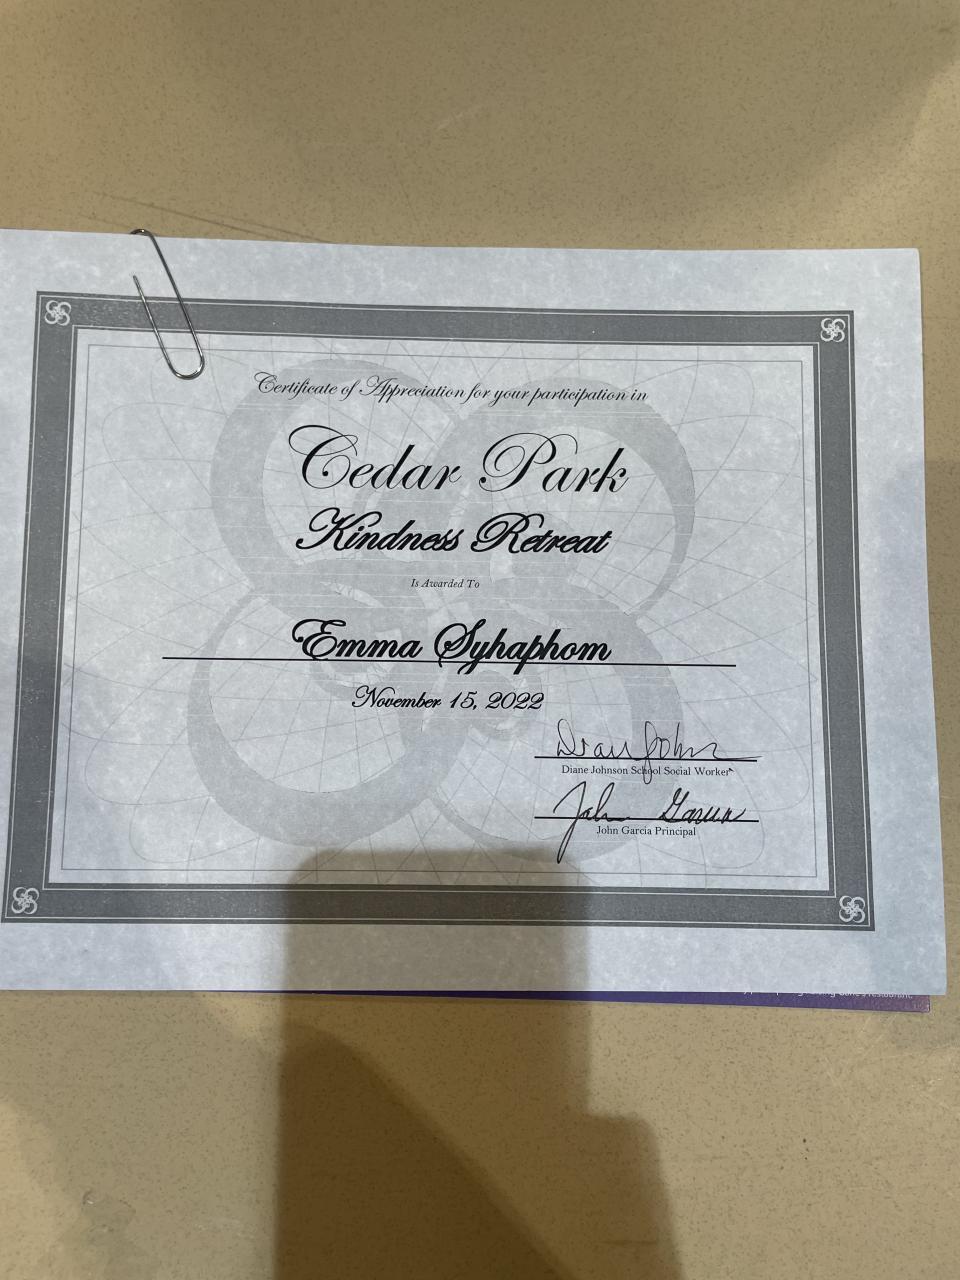 Certificate of Appreciation for your participation in
Cedar Park
Kindness Retreat
Is Awarded To
Emma Syhaphom
November 15, 2022
Diane Johnson School Social Worker
John Garcia Principal